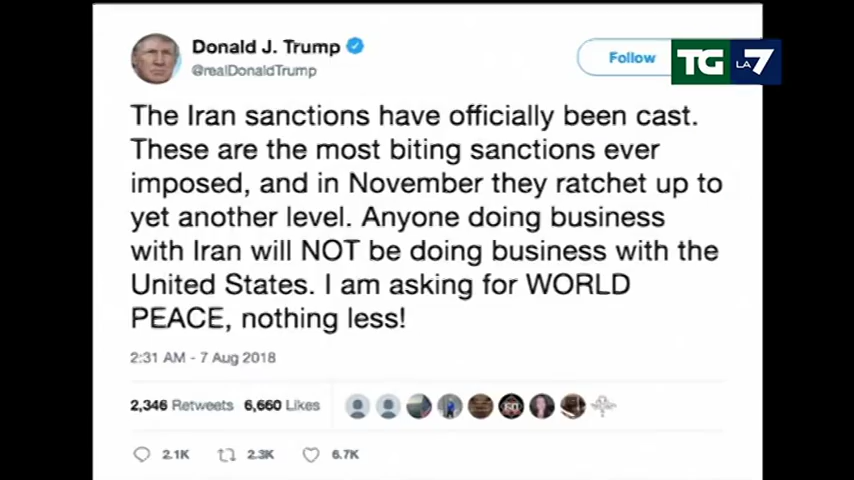 Donald J. Trump
@realDonaldTrump
Follow
TG LA7
The Iran sanctions have officially been cast.
These are the most biting sanctions ever
imposed, and in November they ratchet up to
yet another level. Anyone doing business
with Iran will NOT be doing business with the
United States. I am asking for WORLD
PEACE, nothing less!
2:31 AM - 7 Aug 2018
2,346 Retweets 6,660 Likes
2.1K 2.3K 6.7K